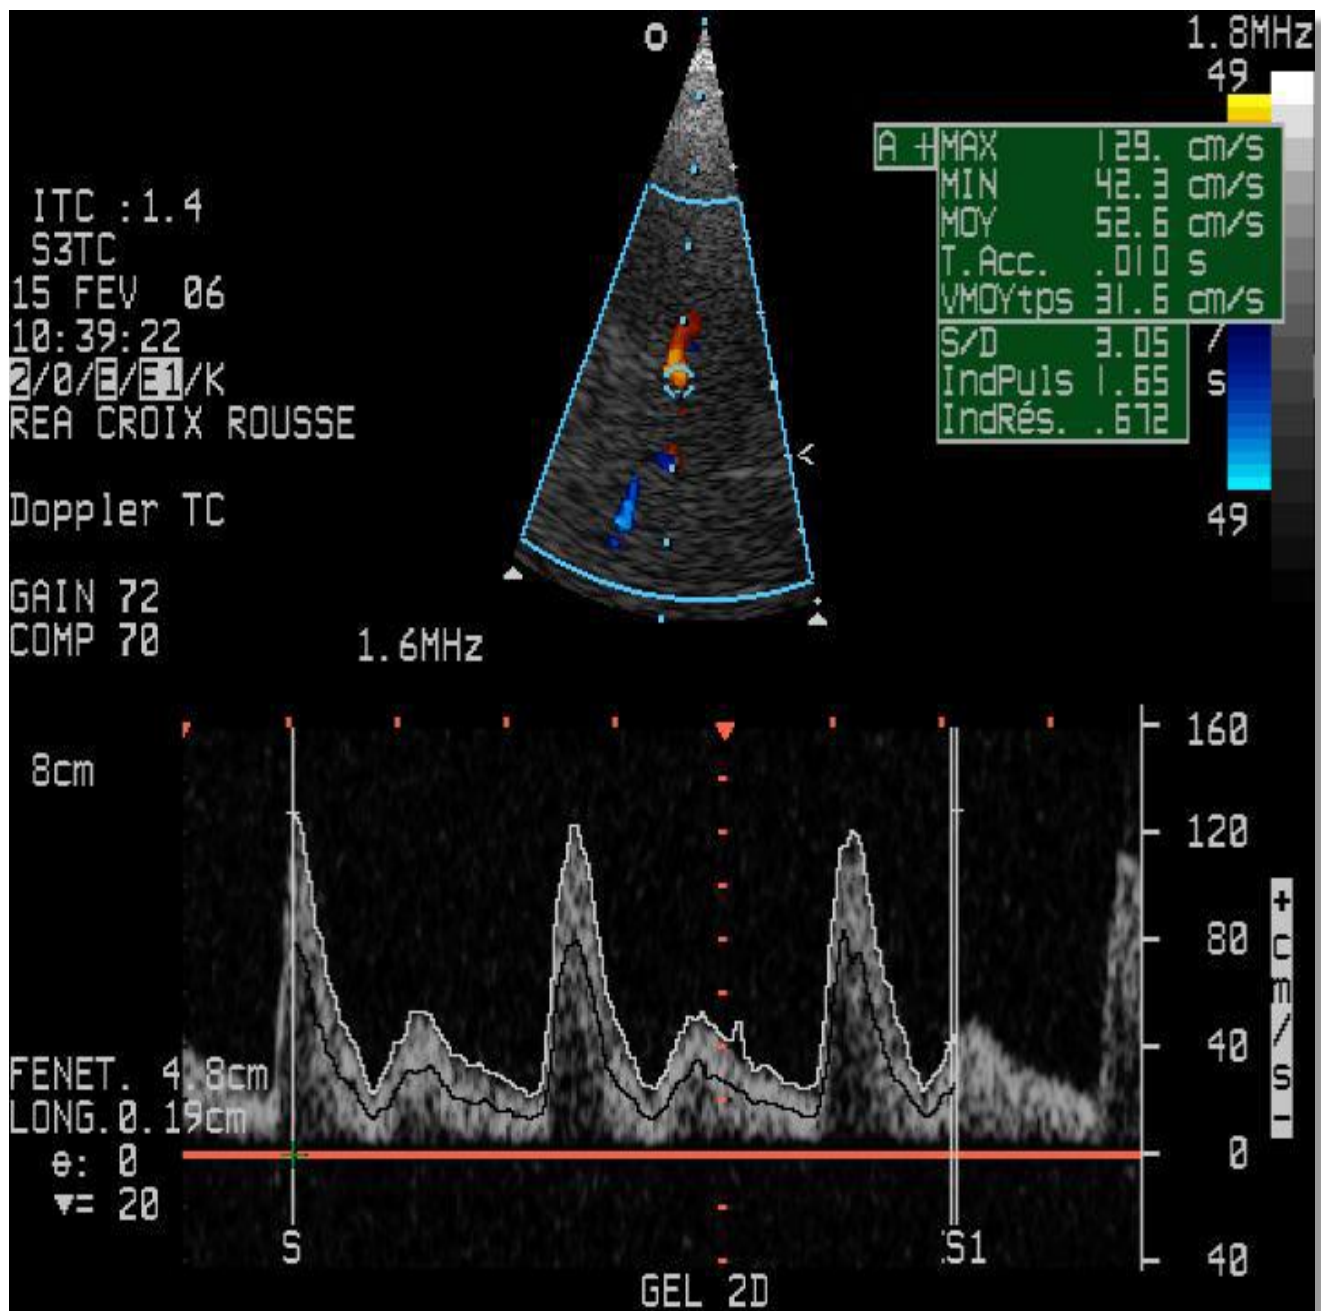 O
1.8MHz
49
A + MAX 129. cm/s
MIN 42.3 cm/s
MOY 52.6 cm/s
T.Acc. .010 s
VMOYtps 31.6 cm/s
S/D 3.05
IndPuls 1.65
IndRés. .672
/
s
49
ITC :1.4
S3TC
15 FEV 06
10:39:22
2/0/E/E1/K
REA CROIX ROUSSE
Doppler TC
GAIN 72
COMP 70
1.6MHz
8cm
160
120
80
40
0
40
+
cm/s
-
FENET. 4.8cm
LONG.0.19cm
θ: 0
▼= 20
S
S1
GEL 2D